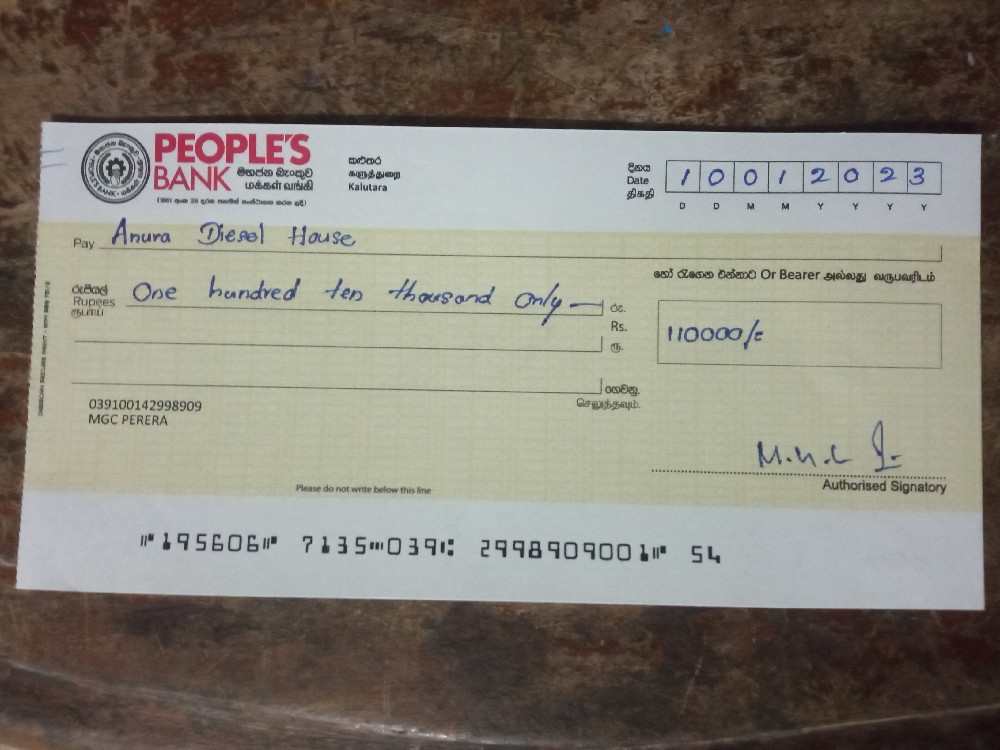 PEOPLE'S
BANK මහජන බැංකුව
மக்கள் வங்கி
කළුතර
களுத்துறை
Kalutara
දිනය
Date
திகதி
1 0 0 1 2 0 2 3
D D M M Y Y Y Y
Pay Anura Diesel House
හෝ රැගෙන එන්නාට Or Bearer அல்லது வருபவரிடம்
රුපියල්
Rupees One hundred ten thousand only
ரூபாய்
රු.
Rs. 110000/=
ரூ.
ගෙවනු.
செலுத்தவும்.
039100142998909
MGC PERERA
Authorised Signatory
Please do not write below this line
⑈195606⑈ 7135⑉039⑆ 2998909001⑈ 54